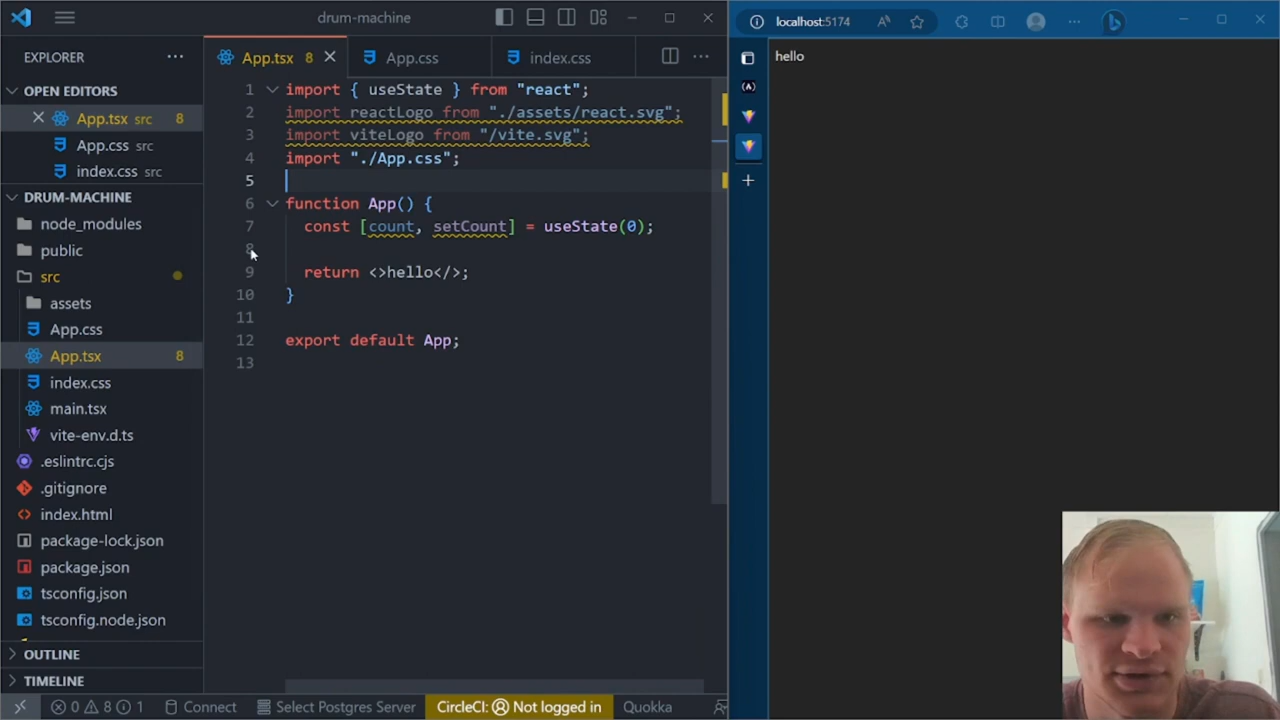 drum-machine
EXPLORER
OPEN EDITORS
App.tsx src 8
App.css src
index.css src
DRUM-MACHINE
node_modules
public
src
assets
App.css
App.tsx 8
index.css
main.tsx
vite-env.d.ts
.eslintrc.cjs
.gitignore
index.html
package-lock.json
package.json
tsconfig.json
tsconfig.node.json
OUTLINE
TIMELINE
App.tsx 8
App.css
index.css
1 import { useState } from "react";
2 import reactLogo from "./assets/react.svg";
3 import viteLogo from "/vite.svg";
4 import "./App.css";
5
6 function App() {
7 const [count, setCount] = useState(0);
8
9 return <>hello</>;
10 }
11
12 export default App;
13
0 8 1 Connect Select Postgres Server CircleCI: Not logged in Quokka
localhost:5174
hello